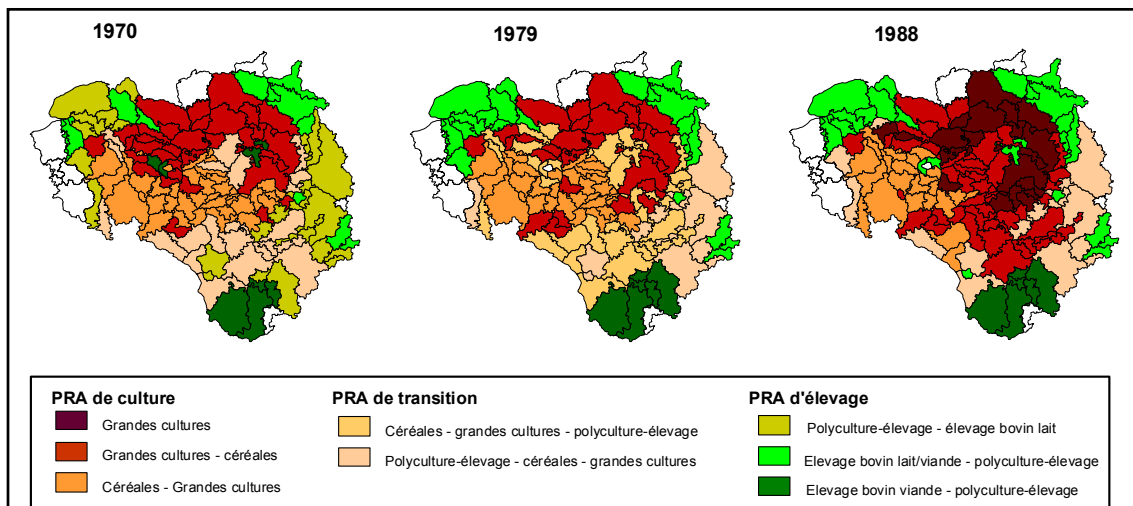 1970
1979
1988
PRA de culture
Grandes cultures
Grandes cultures - céréales
Céréales - Grandes cultures
PRA de transition
Céréales - grandes cultures - polyculture-élevage
Polyculture-élevage - céréales - grandes cultures
PRA d'élevage
Polyculture-élevage - élevage bovin lait
Elevage bovin lait/viande - polyculture-élevage
Elevage bovin viande - polyculture-élevage